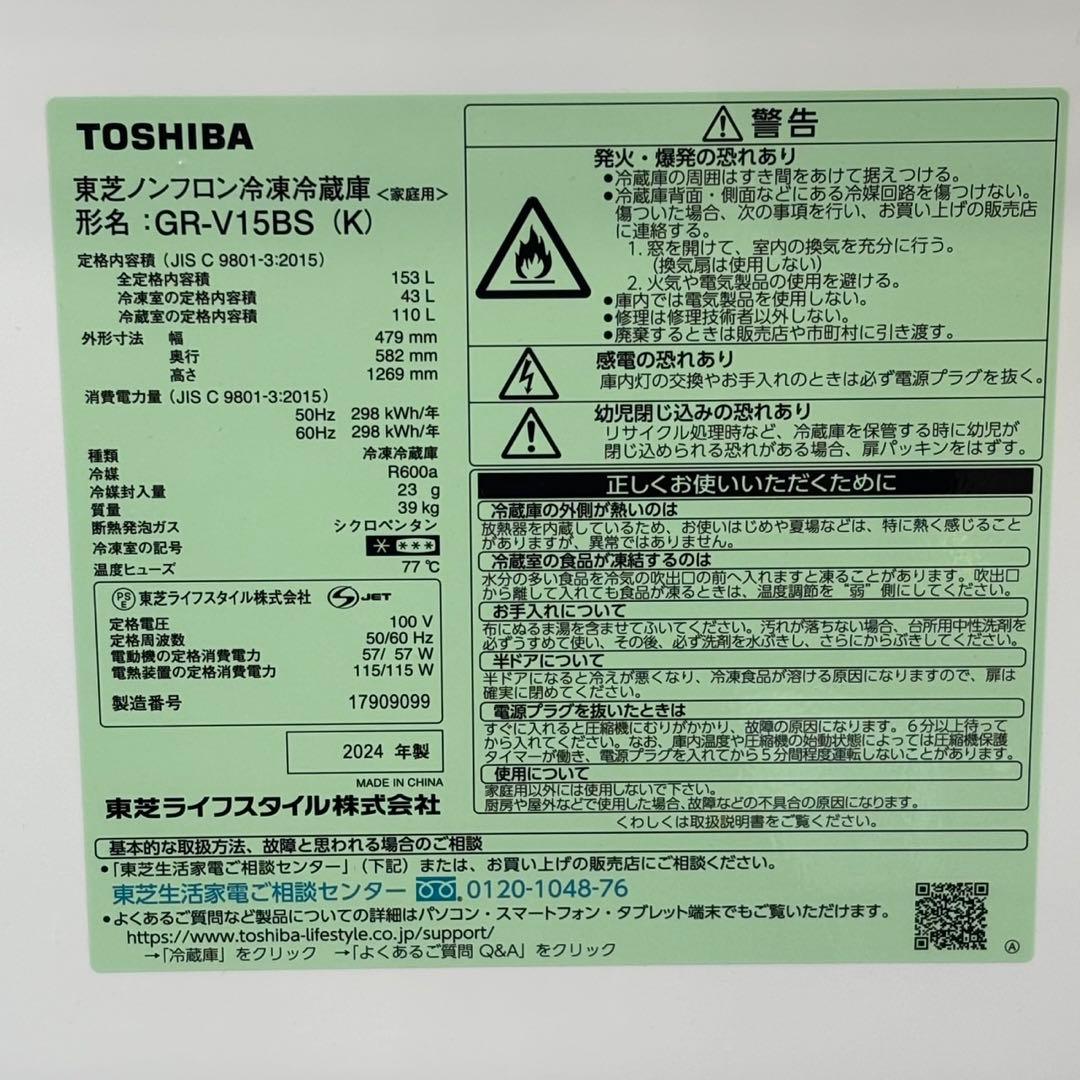 TOSHIBA
東芝ノンフロン冷凍冷蔵庫<家庭用>
形名：GR-V15BS (K)
定格内容積 (JIS C 9801-3:2015)
全定格内容積 153 L
冷凍室の定格内容積 43 L
冷蔵室の定格内容積 110 L
外形寸法 幅 479 mm
奥行 582 mm
高さ 1269 mm
消費電力量 (JIS C 9801-3:2015)
50Hz 298 kWh/年
60Hz 298 kWh/年
種類 冷凍冷蔵庫
冷媒 R600a
冷媒封入量 23 g
質量 39 kg
断熱発泡ガス シクロペンタン
冷凍室の記号 * ***
温度ヒューズ 77 ℃
PSE 東芝ライフスタイル株式会社 JET
定格電圧 100 V
定格周波数 50/60 Hz
電動機の定格消費電力 57/ 57 W
電熱装置の定格消費電力 115/115 W
製造番号 17909099
2024 年製
MADE IN CHINA
東芝ライフスタイル株式会社
警告
発火・爆発の恐れあり
●冷蔵庫の周囲はすき間をあけて据えつける。
●冷蔵庫背面・側面などにある冷媒回路を傷つけない。
傷ついた場合、次の事項を行い、お買い上げの販売店
に連絡する。
1. 窓を開けて、室内の換気を充分に行う。
(換気扇は使用しない)
2. 火気や電気製品の使用を避ける。
●庫内では電気製品を使用しない。
●修理は修理技術者以外しない。
●廃棄するときは販売店や市町村に引き渡す。
感電の恐れあり
庫内灯の交換やお手入れのときは必ず電源プラグを抜く。
幼児閉じ込みの恐れあり
リサイクル処理時など、冷蔵庫を保管する時に幼児が
閉じ込められる恐れがある場合、扉パッキンをはずす。
正しくお使いいただくために
冷蔵庫の外側が熱いのは
放熱器を内蔵しているため、お使いはじめや夏場などは、特に熱く感じること
がありますが、異常ではありません。
冷蔵室の食品が凍結するのは
水分の多い食品を冷気の吹出口の前へ入れますと凍ることがあります。吹出口
から離して入れても食品が凍るときは、温度調節を“弱”側にしてください。
お手入れについて
布にぬるま湯を含ませてふいてください。汚れが落ちない場合、台所用中性洗剤を
必ずうすめて使い、その後、必ず洗剤を水ぶきし、さらにからぶきしてください。
半ドアについて
半ドアになると冷えが悪くなり、冷凍食品が溶ける原因になりますので、扉は
確実に閉めてください。
電源プラグを抜いたときは
すぐに入れると圧縮機にむりがかかり、故障の原因になります。6分以上待って
から入れてください。なお、庫内温度や圧縮機の始動状態によっては圧縮機保護
タイマーが働き、電源プラグを入れてから5分間程度運転しないことがあります。
使用について
家庭用以外には使用しないで下さい。
厨房や屋外などで使用した場合、故障などの不具合の原因になります。
くわしくは取扱説明書をご覧ください。
基本的な取扱方法、故障と思われる場合のご相談
●「東芝生活家電ご相談センター」(下記) または、お買い上げの販売店にご相談ください。
東芝生活家電ご相談センター 0120-1048-76
●よくあるご質問など製品についての詳細はパソコン・スマートフォン・タブレット端末でもご覧いただけます。
https://www.toshiba-lifestyle.co.jp/support/
→「冷蔵庫」をクリック →「よくあるご質問 Q&A」をクリック
Ⓐ